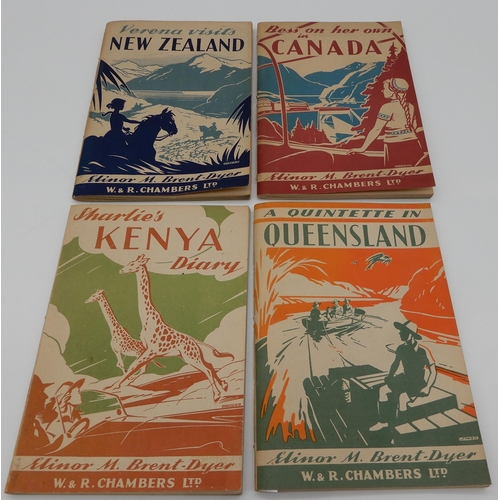 Verena visits
NEW ZEALAND
Elinor M. Brent-Dyer
W. & R. CHAMBERS LTD
Bess on her own
in
CANADA
Elinor M. Brent-Dyer
W. & R. CHAMBERS LTD
Sharlie's
KENYA
Diary
Elinor M. Brent-Dyer
W. & R. CHAMBERS LTD
A QUINTETTE IN
QUEENSLAND
Elinor M. Brent-Dyer
W. & R. CHAMBERS LTD